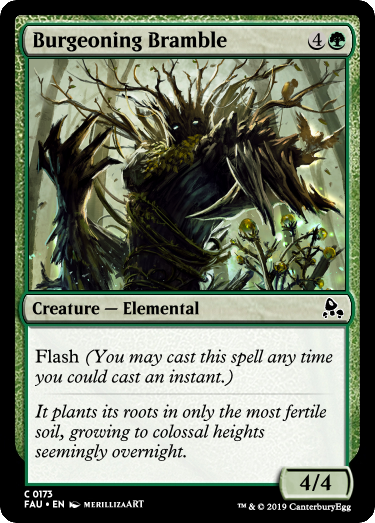 Burgeoning Bramble 4
Creature — Elemental
Flash (You may cast this spell any time
you could cast an instant.)
It plants its roots in only the most fertile
soil, growing to colossal heights
seemingly overnight.
4/4
C 0173
FAU • EN MERILLIZAART
™ & © 2019 CanterburyEgg